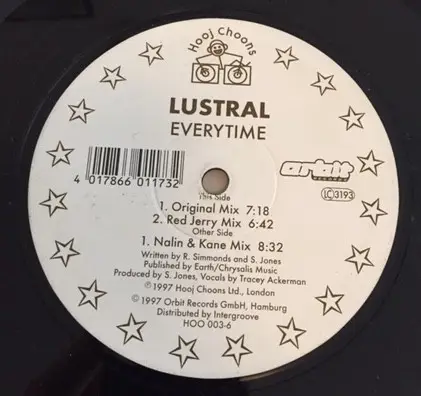 Hooj Choons
LUSTRAL
EVERYTIME
4 017866 011732
orbit
RECORDS
LC 3193
This Side
1. Original Mix 7:18
2. Red Jerry Mix 6:42
Other Side
1. Nalin & Kane Mix 8:32
Written by R. Simmonds and S. Jones
Published by Earth/Chrysalis Music
Produced by S. Jones, Vocals by Tracey Ackerman
℗ 1997 Hooj Choons Ltd., London
© 1997 Orbit Records GmbH, Hamburg
Distributed by Intergroove
HOO 003-6